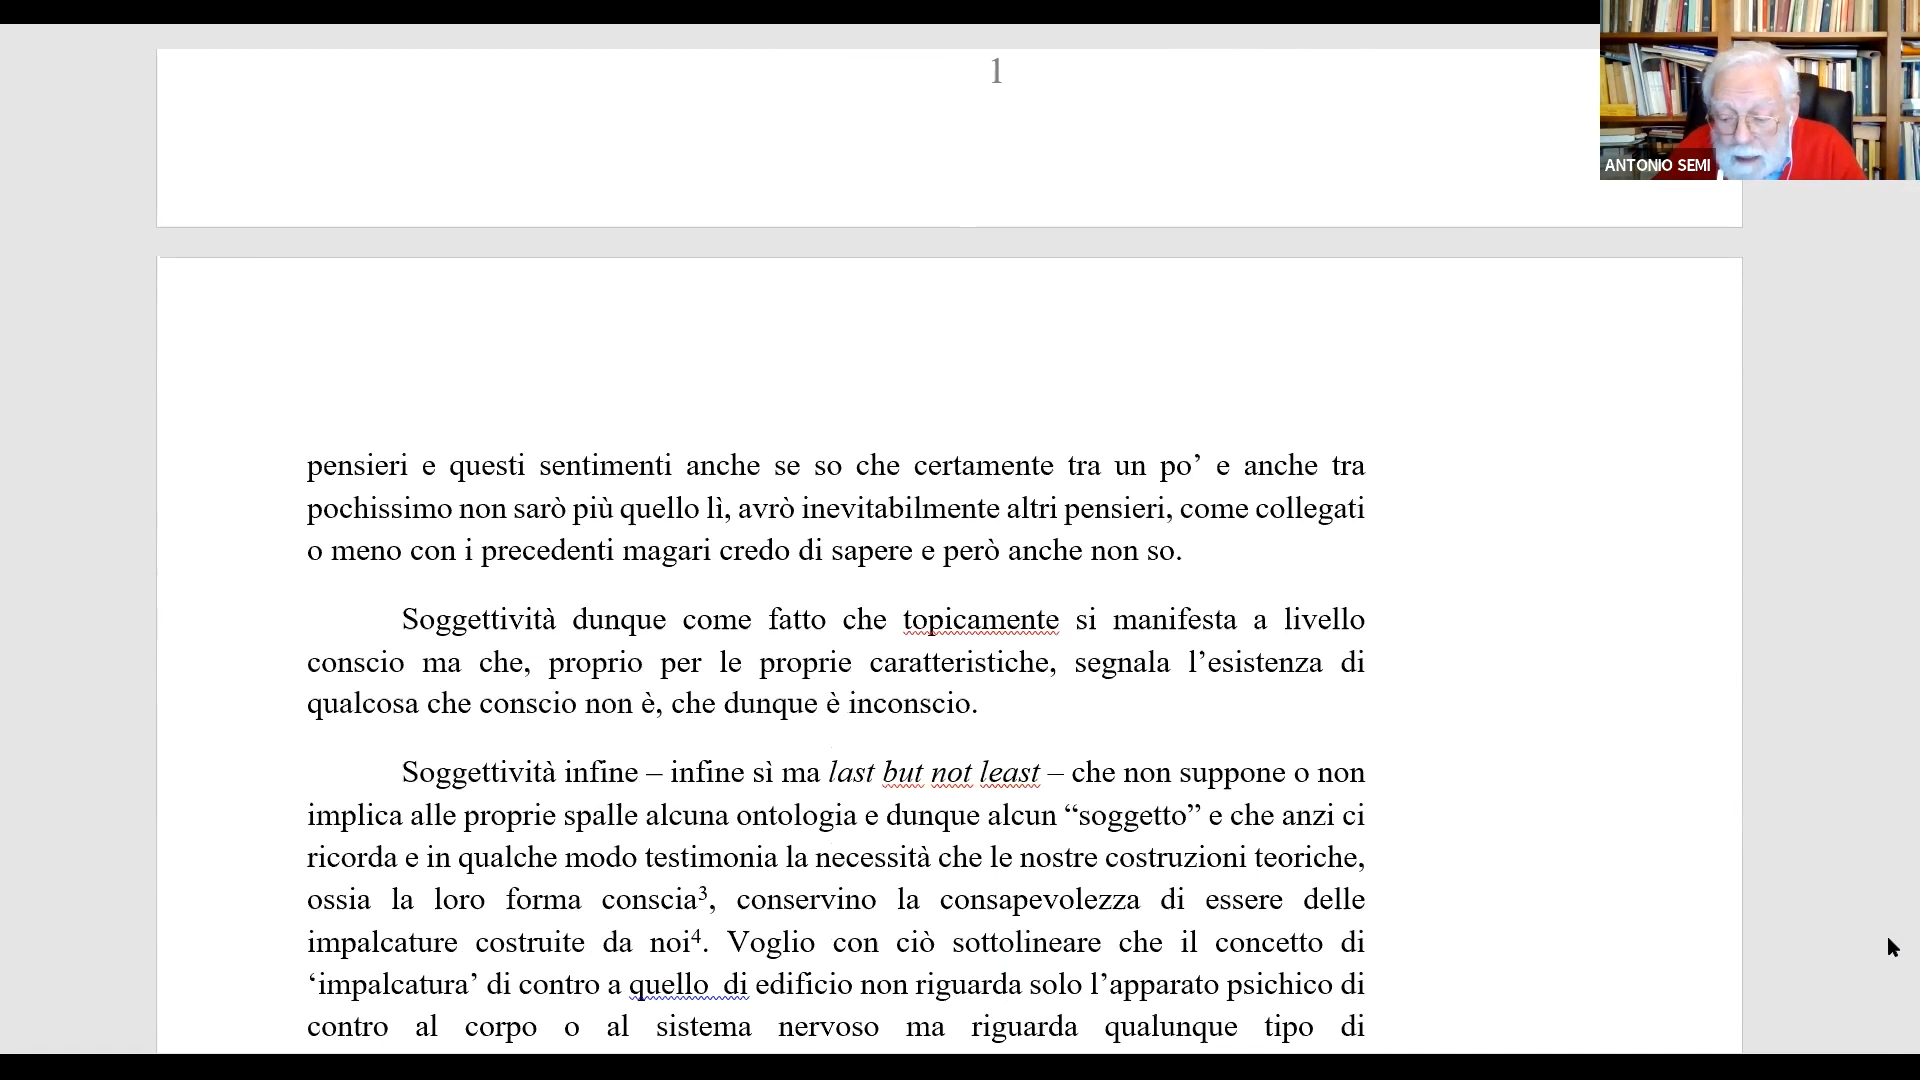 1
ANTONIO SEMI
pensieri e questi sentimenti anche se so che certamente tra un po’ e anche tra
pochissimo non sarò più quello lì, avrò inevitabilmente altri pensieri, come collegati
o meno con i precedenti magari credo di sapere e però anche non so.
Soggettività dunque come fatto che topicamente si manifesta a livello
conscio ma che, proprio per le proprie caratteristiche, segnala l’esistenza di
qualcosa che conscio non è, che dunque è inconscio.
Soggettività infine – infine sì ma last but not least – che non suppone o non
implica alle proprie spalle alcuna ontologia e dunque alcun “soggetto” e che anzi ci
ricorda e in qualche modo testimonia la necessità che le nostre costruzioni teoriche,
ossia la loro forma conscia³, conservino la consapevolezza di essere delle
impalcature costruite da noi⁴. Voglio con ciò sottolineare che il concetto di
‘impalcatura’ di contro a quello  di edificio non riguarda solo l’apparato psichico di
contro al corpo o al sistema nervoso ma riguarda qualunque tipo di